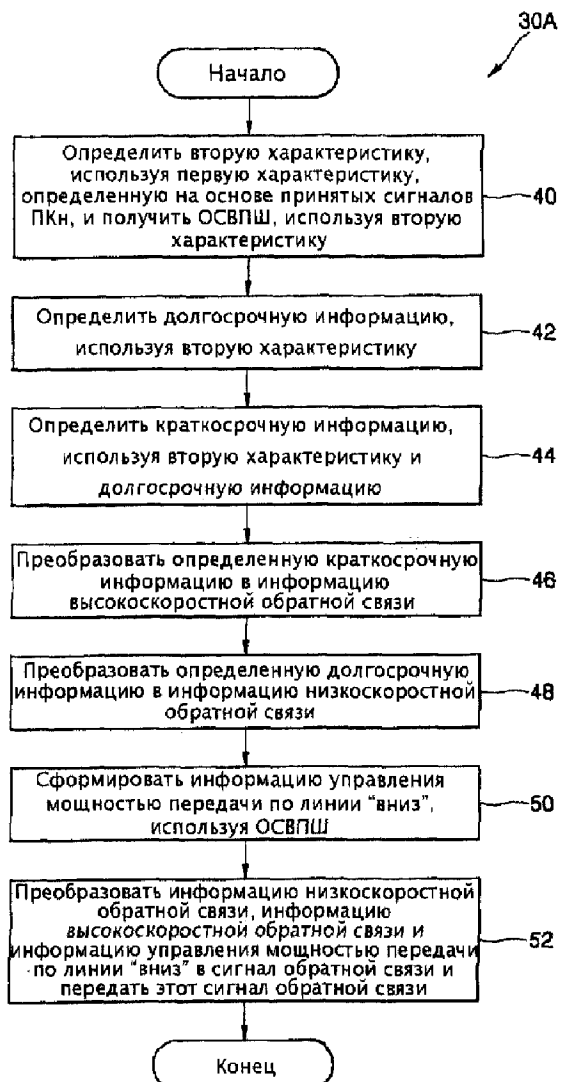 30A
Начало
Определить вторую характеристику,
используя первую характеристику,
определенную на основе принятых сигналов
ПКн, и получить ОСВПШ, используя вторую
характеристику
40
Определить долгосрочную информацию,
используя вторую характеристику
42
Определить краткосрочную информацию,
используя вторую характеристику и
долгосрочную информацию
44
Преобразовать определенную краткосрочную
информацию в информацию
высокоскоростной обратной связи
46
Преобразовать определенную долгосрочную
информацию в информацию низкоскоростной
обратной связи
48
Сформировать информацию управления
мощностью передачи по линии "вниз",
используя ОСВПШ
50
Преобразовать информацию низкоскоростной
обратной связи, информацию
высокоскоростной обратной связи и
информацию управления мощностью передачи
по линии "вниз" в сигнал обратной связи и
передать этот сигнал обратной связи
52
Конец